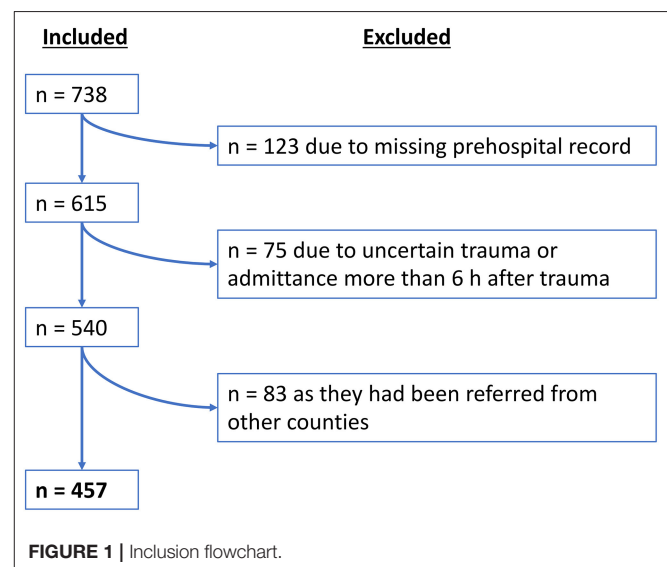 Included
Excluded
n = 738
n = 123 due to missing prehospital record
n = 615
n = 75 due to uncertain trauma or
admittance more than 6 h after trauma
n = 540
n = 83 as they had been referred from
other counties
n = 457
FIGURE 1 | Inclusion flowchart.